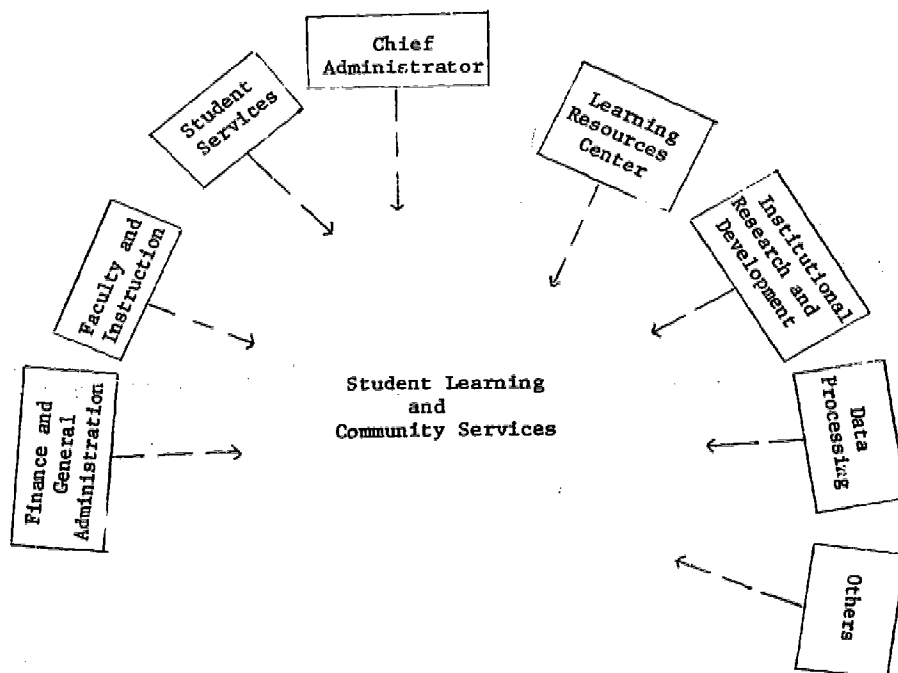 Chief
Administrator
Student
Services
Learning
Resources
Center
Faculty and
Instruction
Institutional
Research and
Development
Finance and
General
Administration
Student Learning
and
Community Services
Data
Processing
Others